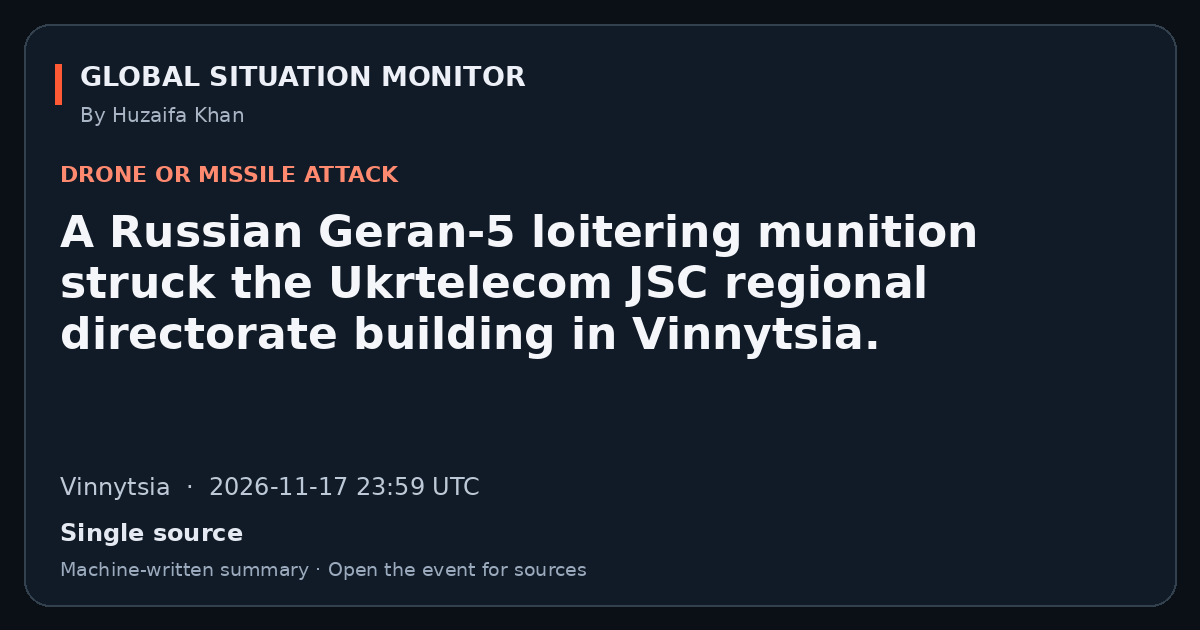 GLOBAL SITUATION MONITOR
By Huzaifa Khan
DRONE OR MISSILE ATTACK
A Russian Geran-5 loitering munition
struck the Ukrtelecom JSC regional
directorate building in Vinnytsia.
Vinnytsia · 2026-11-17 23:59 UTC
Single source
Machine-written summary · Open the event for sources